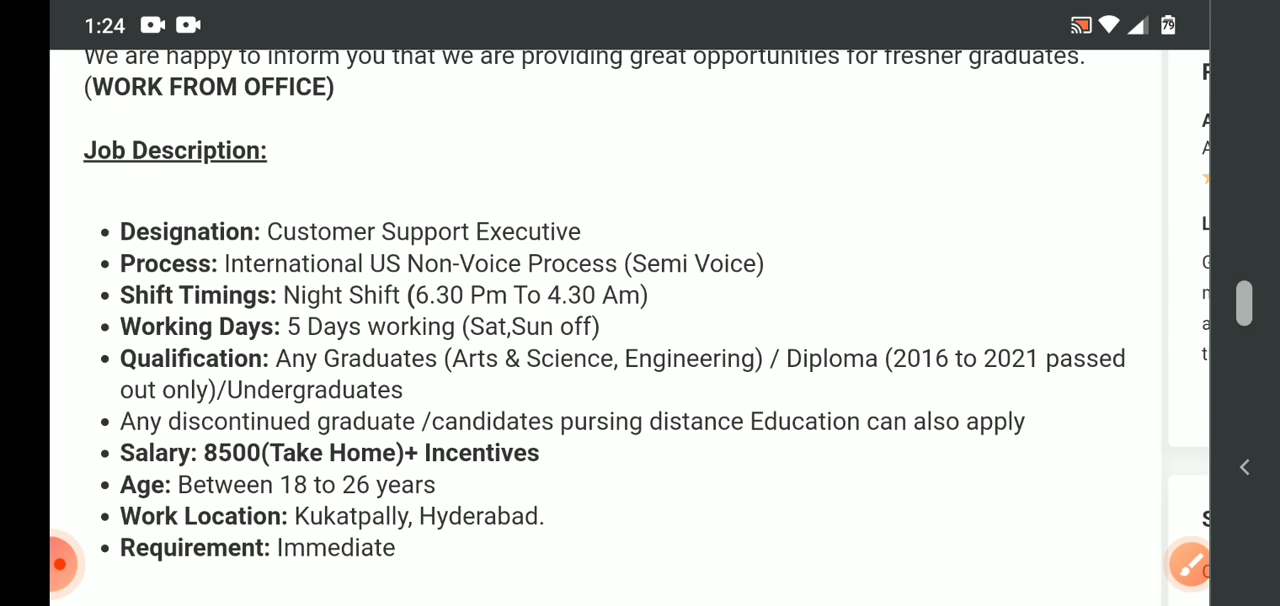 1:24
79
We are happy to inform you that we are providing great opportunities for fresher graduates.
(WORK FROM OFFICE)
Job Description:
• Designation: Customer Support Executive
• Process: International US Non-Voice Process (Semi Voice)
• Shift Timings: Night Shift (6.30 Pm To 4.30 Am)
• Working Days: 5 Days working (Sat,Sun off)
• Qualification: Any Graduates (Arts & Science, Engineering) / Diploma (2016 to 2021 passed
out only)/Undergraduates
• Any discontinued graduate /candidates pursing distance Education can also apply
• Salary: 8500(Take Home)+ Incentives
• Age: Between 18 to 26 years
• Work Location: Kukatpally, Hyderabad.
• Requirement: Immediate